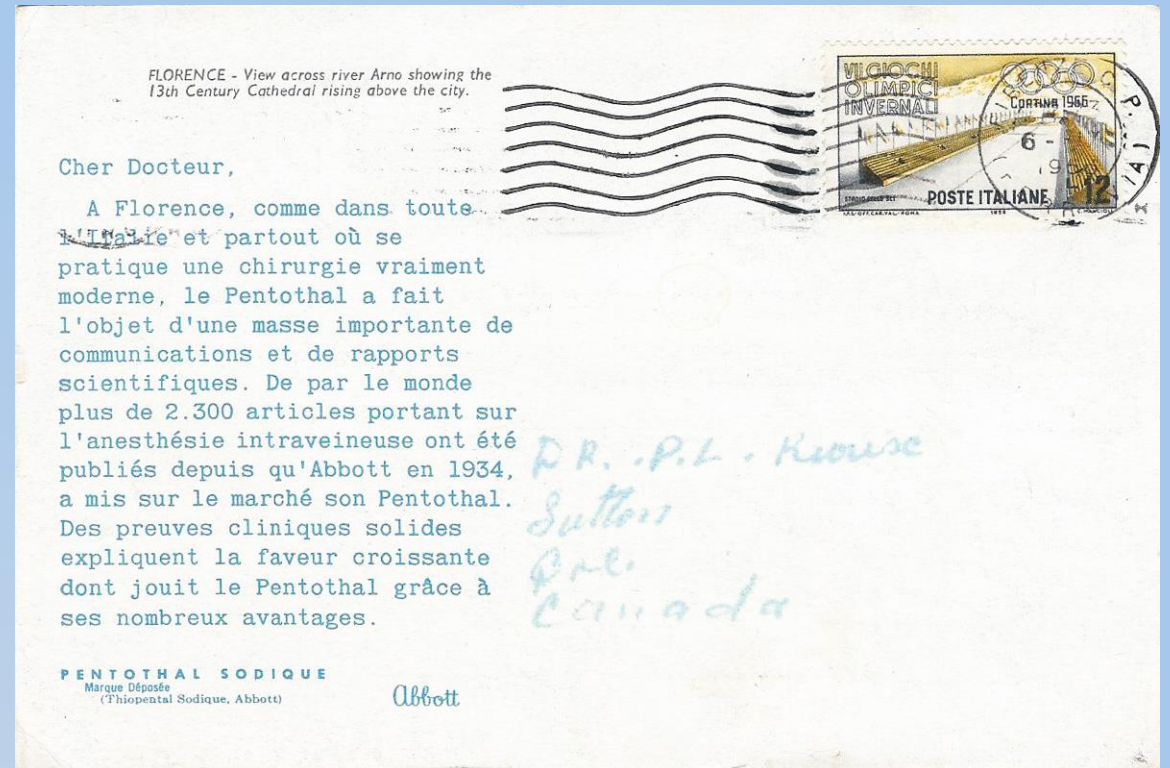 FLORENCE - View across river Arno showing the
13th Century Cathedral rising above the city.
VII GIOCHI
OLIMPICI
INVERNALI
CORTINA 1956
POSTE ITALIANE
12
6
Cher Docteur,
A Florence, comme dans toute
l'Italie et partout où se
pratique une chirurgie vraiment
moderne, le Pentothal a fait
l'objet d'une masse importante de
communications et de rapports
scientifiques. De par le monde
plus de 2.300 articles portant sur
l'anesthésie intraveineuse ont été
publiés depuis qu'Abbott en 1934,
a mis sur le marché son Pentothal.
Des preuves cliniques solides
expliquent la faveur croissante
dont jouit le Pentothal grâce à
ses nombreux avantages.
DR. . P. L. Krouse
Sutton
Canada
PENTOTHAL SODIQUE
Marque Déposée
(Thiopental Sodique, Abbott)
Abbott